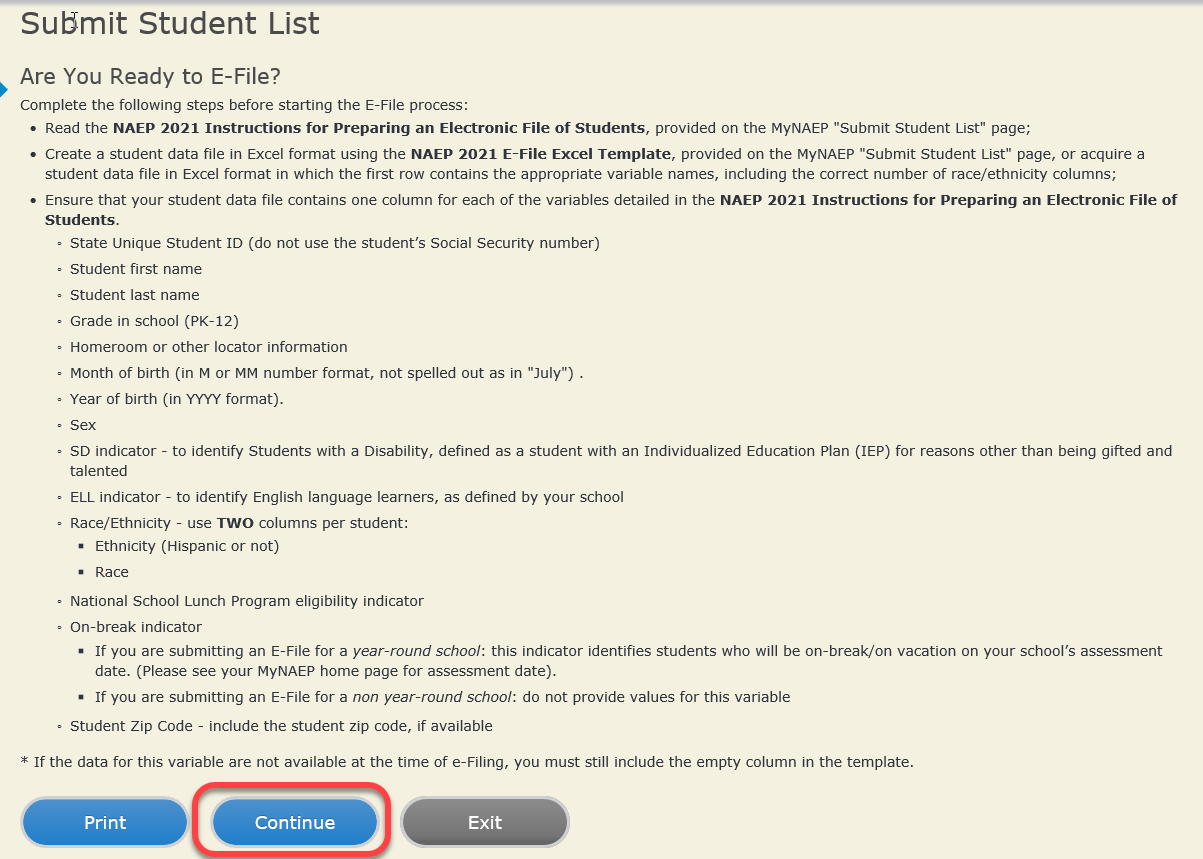 Submit Student List
Are You Ready to E-File?
Complete the following steps before starting the E-File process:
• Read the NAEP 2021 Instructions for Preparing an Electronic File of Students, provided on the MyNAEP "Submit Student List" page;
• Create a student data file in Excel format using the NAEP 2021 E-File Excel Template, provided on the MyNAEP "Submit Student List" page, or acquire a
student data file in Excel format in which the first row contains the appropriate variable names, including the correct number of race/ethnicity columns;
• Ensure that your student data file contains one column for each of the variables detailed in the NAEP 2021 Instructions for Preparing an Electronic File of
Students.
◦ State Unique Student ID (do not use the student’s Social Security number)
◦ Student first name
◦ Student last name
◦ Grade in school (PK-12)
◦ Homeroom or other locator information
◦ Month of birth (in M or MM number format, not spelled out as in "July") .
◦ Year of birth (in YYYY format).
◦ Sex
◦ SD indicator - to identify Students with a Disability, defined as a student with an Individualized Education Plan (IEP) for reasons other than being gifted and
talented
◦ ELL indicator - to identify English language learners, as defined by your school
◦ Race/Ethnicity - use TWO columns per student:
▪ Ethnicity (Hispanic or not)
▪ Race
◦ National School Lunch Program eligibility indicator
◦ On-break indicator
▪ If you are submitting an E-File for a year-round school: this indicator identifies students who will be on-break/on vacation on your school’s assessment
date. (Please see your MyNAEP home page for assessment date).
▪ If you are submitting an E-File for a non year-round school: do not provide values for this variable
◦ Student Zip Code - include the student zip code, if available
* If the data for this variable are not available at the time of e-Filing, you must still include the empty column in the template.
Print Continue Exit